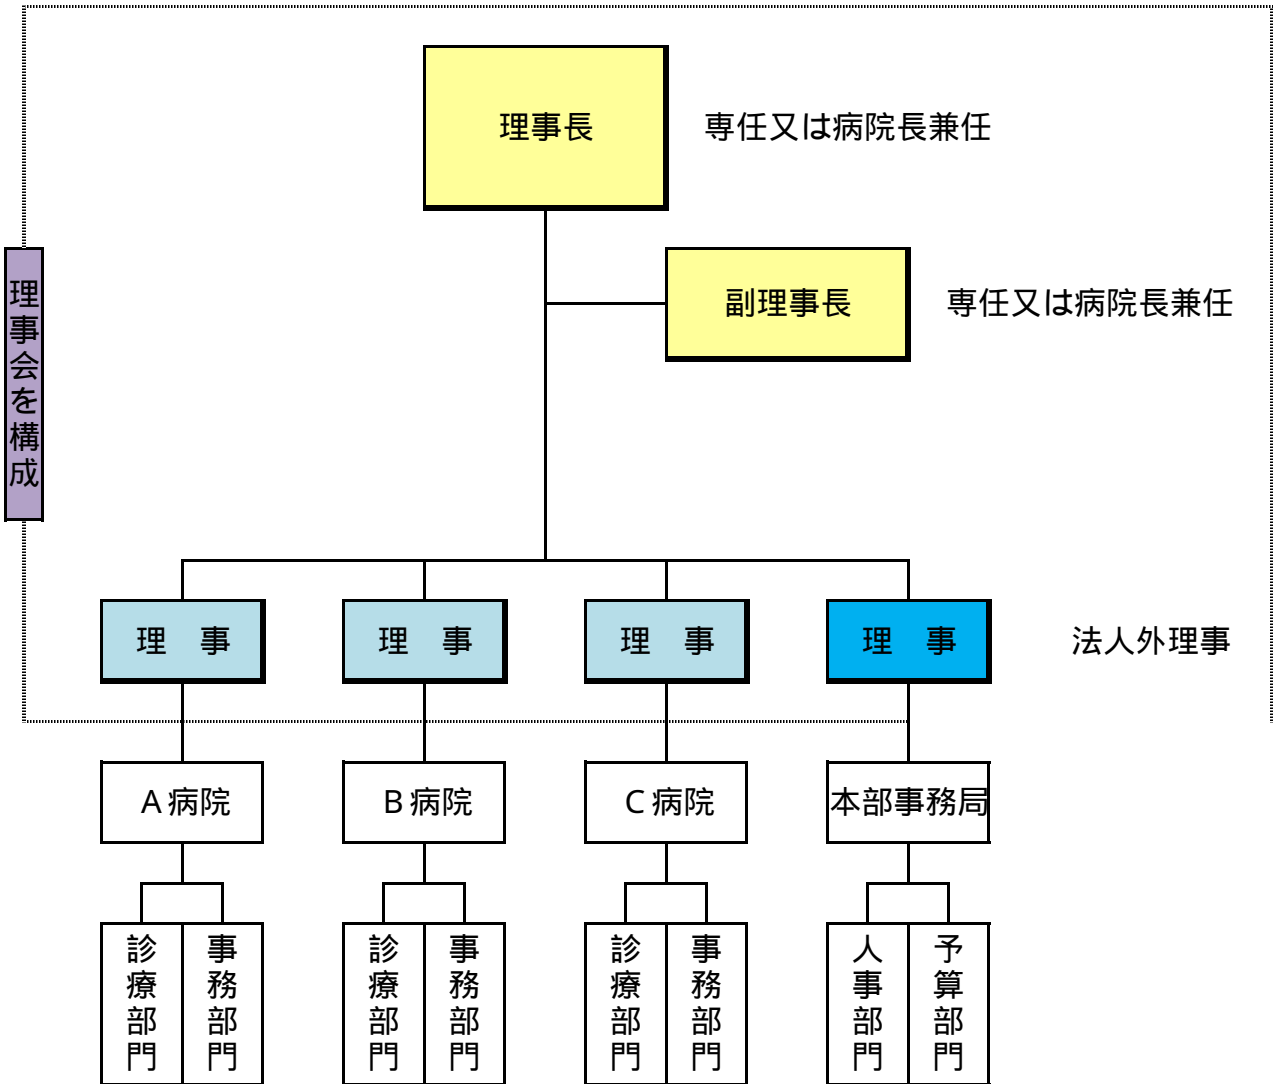 理事長
専任又は病院長兼任
副理事長
専任又は病院長兼任
理事会を構成
理　事
理　事
理　事
理　事
法人外理事
A病院
B病院
C病院
本部事務局
診療部門
事務部門
診療部門
事務部門
診療部門
事務部門
人事部門
予算部門